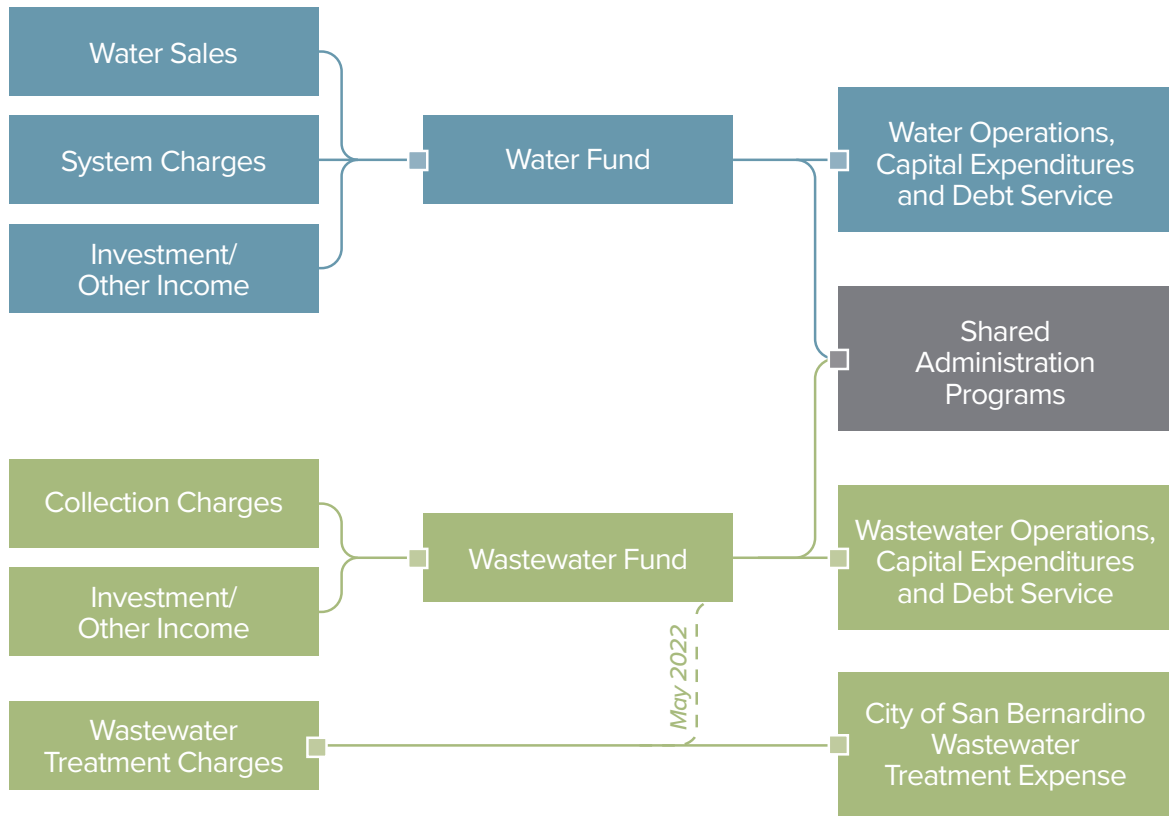 Water Sales
System Charges
Investment/
Other Income
Water Fund
Water Operations,
Capital Expenditures
and Debt Service
Shared
Administration
Programs
Collection Charges
Investment/
Other Income
Wastewater Fund
Wastewater Operations,
Capital Expenditures
and Debt Service
May 2022
Wastewater
Treatment Charges
City of San Bernardino
Wastewater
Treatment Expense